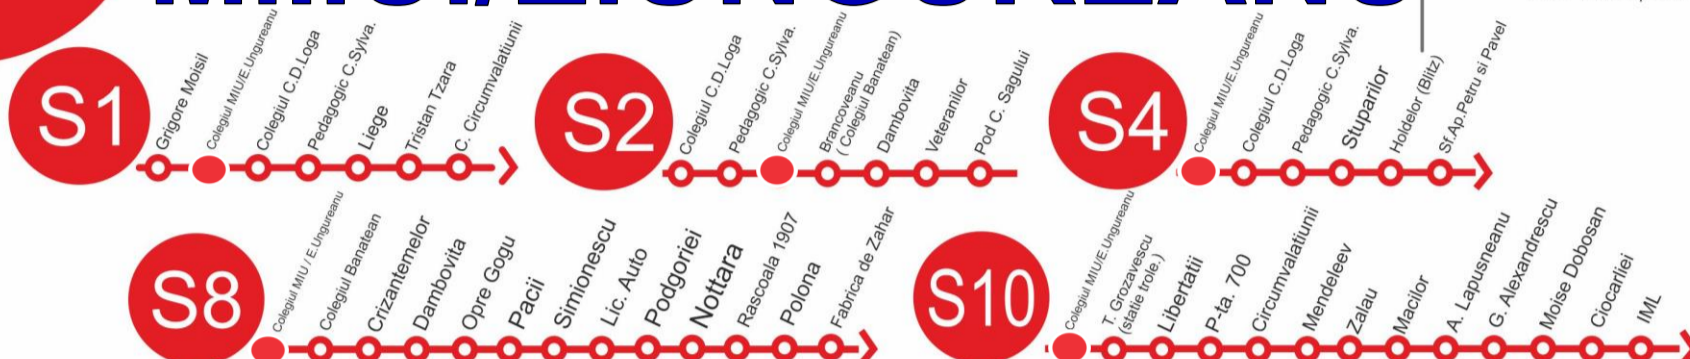 S1
Grigore Moisil
Colegiul MIU/E.Ungureanu
Colegiul C.D.Loga
Pedagogic C.Sylva.
Liege
Tristan Tzara
C. Circumvalatiunii
S2
Colegiul C.D.Loga
Pedagogic C.Sylva.
Colegiul MIU/E.Ungureanu
Brancoveanu
( Colegiul Banatean)
Dambovita
Veteranilor
Pod C. Sagului
S4
Colegiul MIU/E.Ungureanu
Colegiul C.D.Loga
Pedagogic C.Sylva.
Stuparilor
Holdelor (Blitz)
Sf.Ap.Petru si Pavel
S8
Colegiul MIU / E.Ungureanu
Colegiul Banatean
Crizantemelor
Dambovita
Opre Gogu
Pacii
Simionescu
Lic. Auto
Podgoriei
Nottara
Rascoala 1907
Polona
Fabrica de Zahar
S10
Colegiul MIU/E.Ungureanu
T. Grozavescu
(statie trole.)
Libertatii
P-ta. 700
Circumvalatiunii
Mendeleev
Zalau
Macilor
A. Lapusneanu
G. Alexandrescu
Moise Dobosan
Ciocarliei
IML